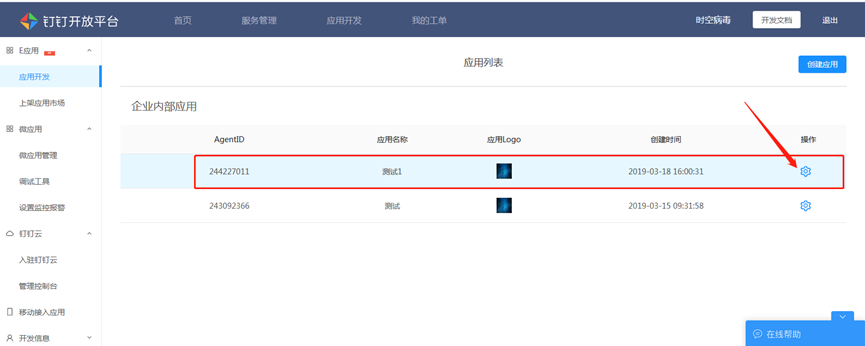 钉钉开放平台 首页 服务管理 应用开发 我的工单 时空病毒 开发文档 退出
E应用
应用开发
上架应用市场
微应用
微应用管理
调试工具
设置监控报警
钉钉云
入驻钉钉云
管理控制台
移动接入应用
开发信息
应用列表
创建应用
企业内部应用
AgentID 应用名称 应用Logo 创建时间 操作
244227011 测试1 2019-03-18 16:00:31
243092366 测试 2019-03-15 09:31:58
在线帮助